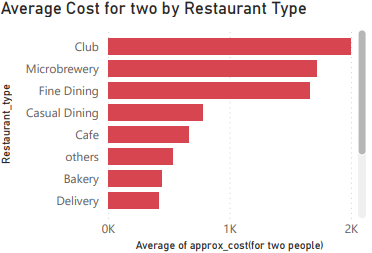 Average Cost for two by Restaurant Type
Restaurant_type
Club
Microbrewery
Fine Dining
Casual Dining
Cafe
others
Bakery
Delivery
0K 1K 2K
Average of approx_cost(for two people)